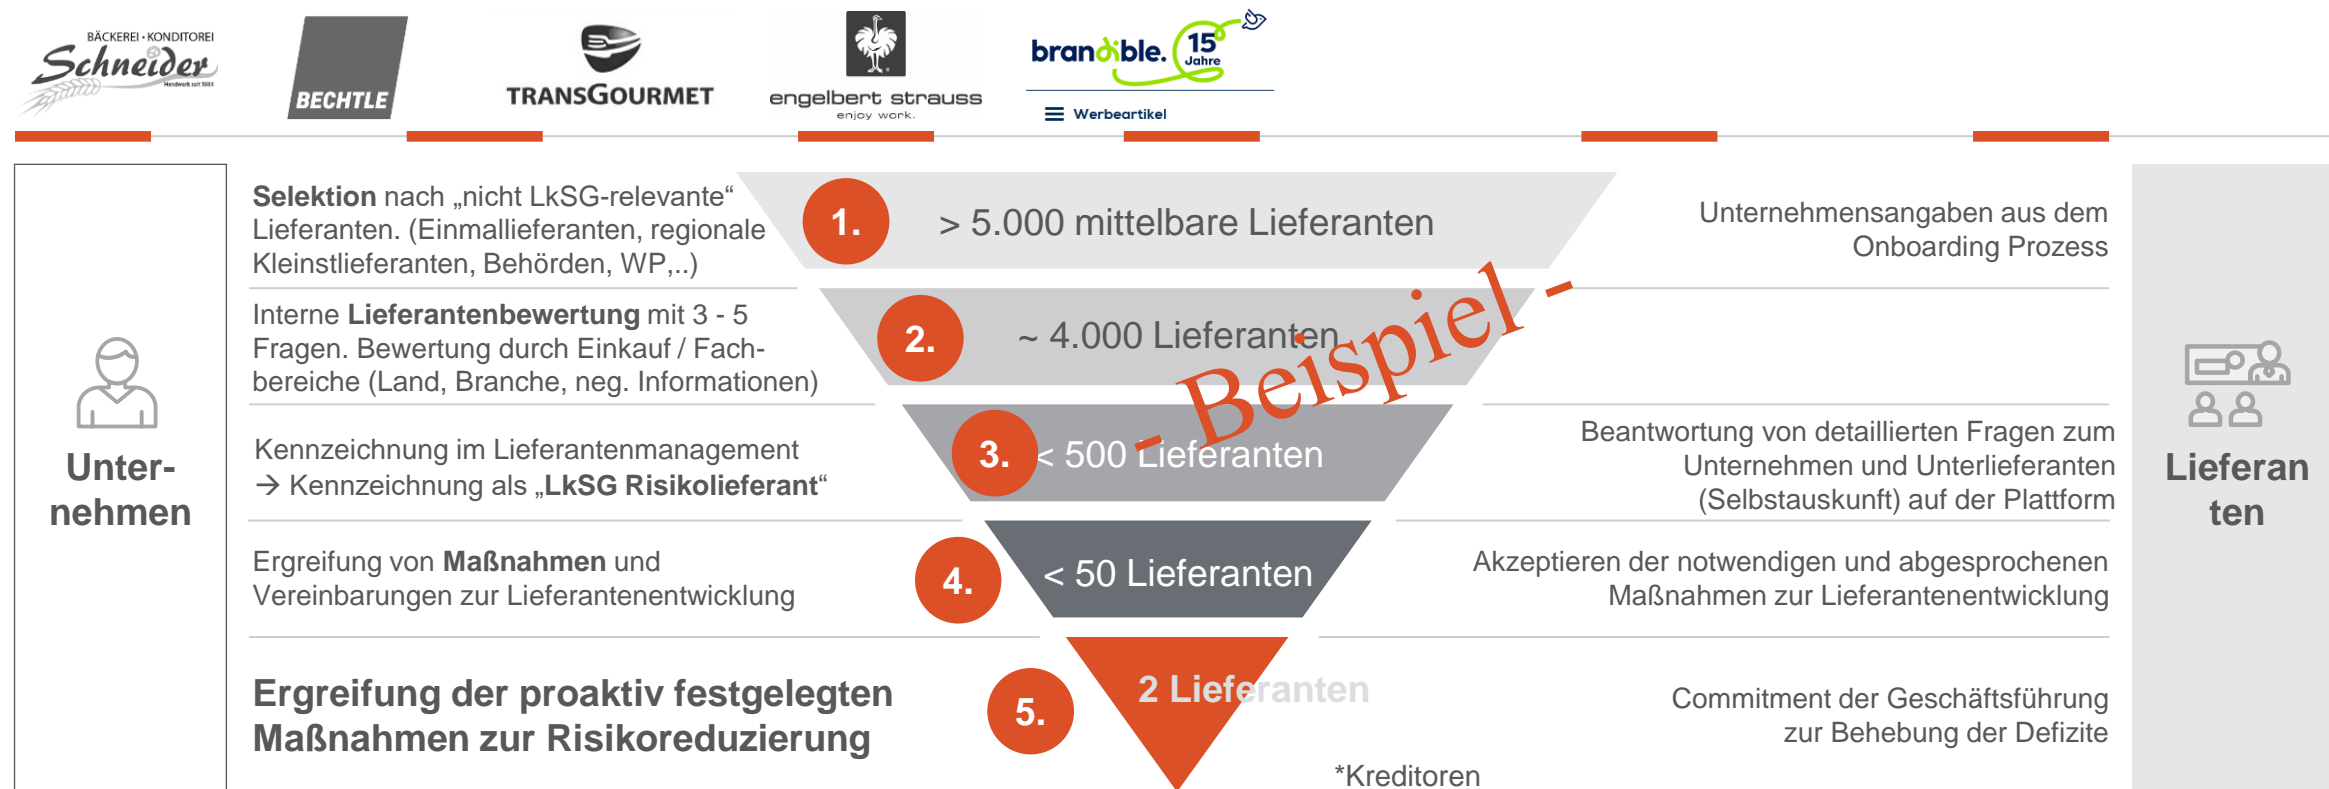 BÄCKEREI · KONDITOREI
Schneider
Handwerk seit 1884
BECHTLE
TRANSGOURMET
engelbert strauss
enjoy work.
brandible.
15
Jahre
Werbeartikel
Unter-
nehmen
Selektion nach „nicht LkSG-relevante“
Lieferanten. (Einmallieferanten, regionale
Kleinstlieferanten, Behörden, WP,..)
1.
> 5.000 mittelbare Lieferanten
Unternehmensangaben aus dem
Onboarding Prozess
Interne Lieferantenbewertung mit 3 - 5
Fragen. Bewertung durch Einkauf / Fach-
bereiche (Land, Branche, neg. Informationen)
2.
~ 4.000 Lieferanten
- Beispiel -
Kennzeichnung im Lieferantenmanagement
→ Kennzeichnung als „LkSG Risikolieferant“
3.
< 500 Lieferanten
Beantwortung von detaillierten Fragen zum
Unternehmen und Unterlieferanten
(Selbstauskunft) auf der Plattform
Ergreifung von Maßnahmen und
Vereinbarungen zur Lieferantenentwicklung
4.
< 50 Lieferanten
Akzeptieren der notwendigen und abgesprochenen
Maßnahmen zur Lieferantenentwicklung
Ergreifung der proaktiv festgelegten
Maßnahmen zur Risikoreduzierung
5.
2 Lieferanten
Commitment der Geschäftsführung
zur Behebung der Defizite
*Kreditoren
Lieferan
ten